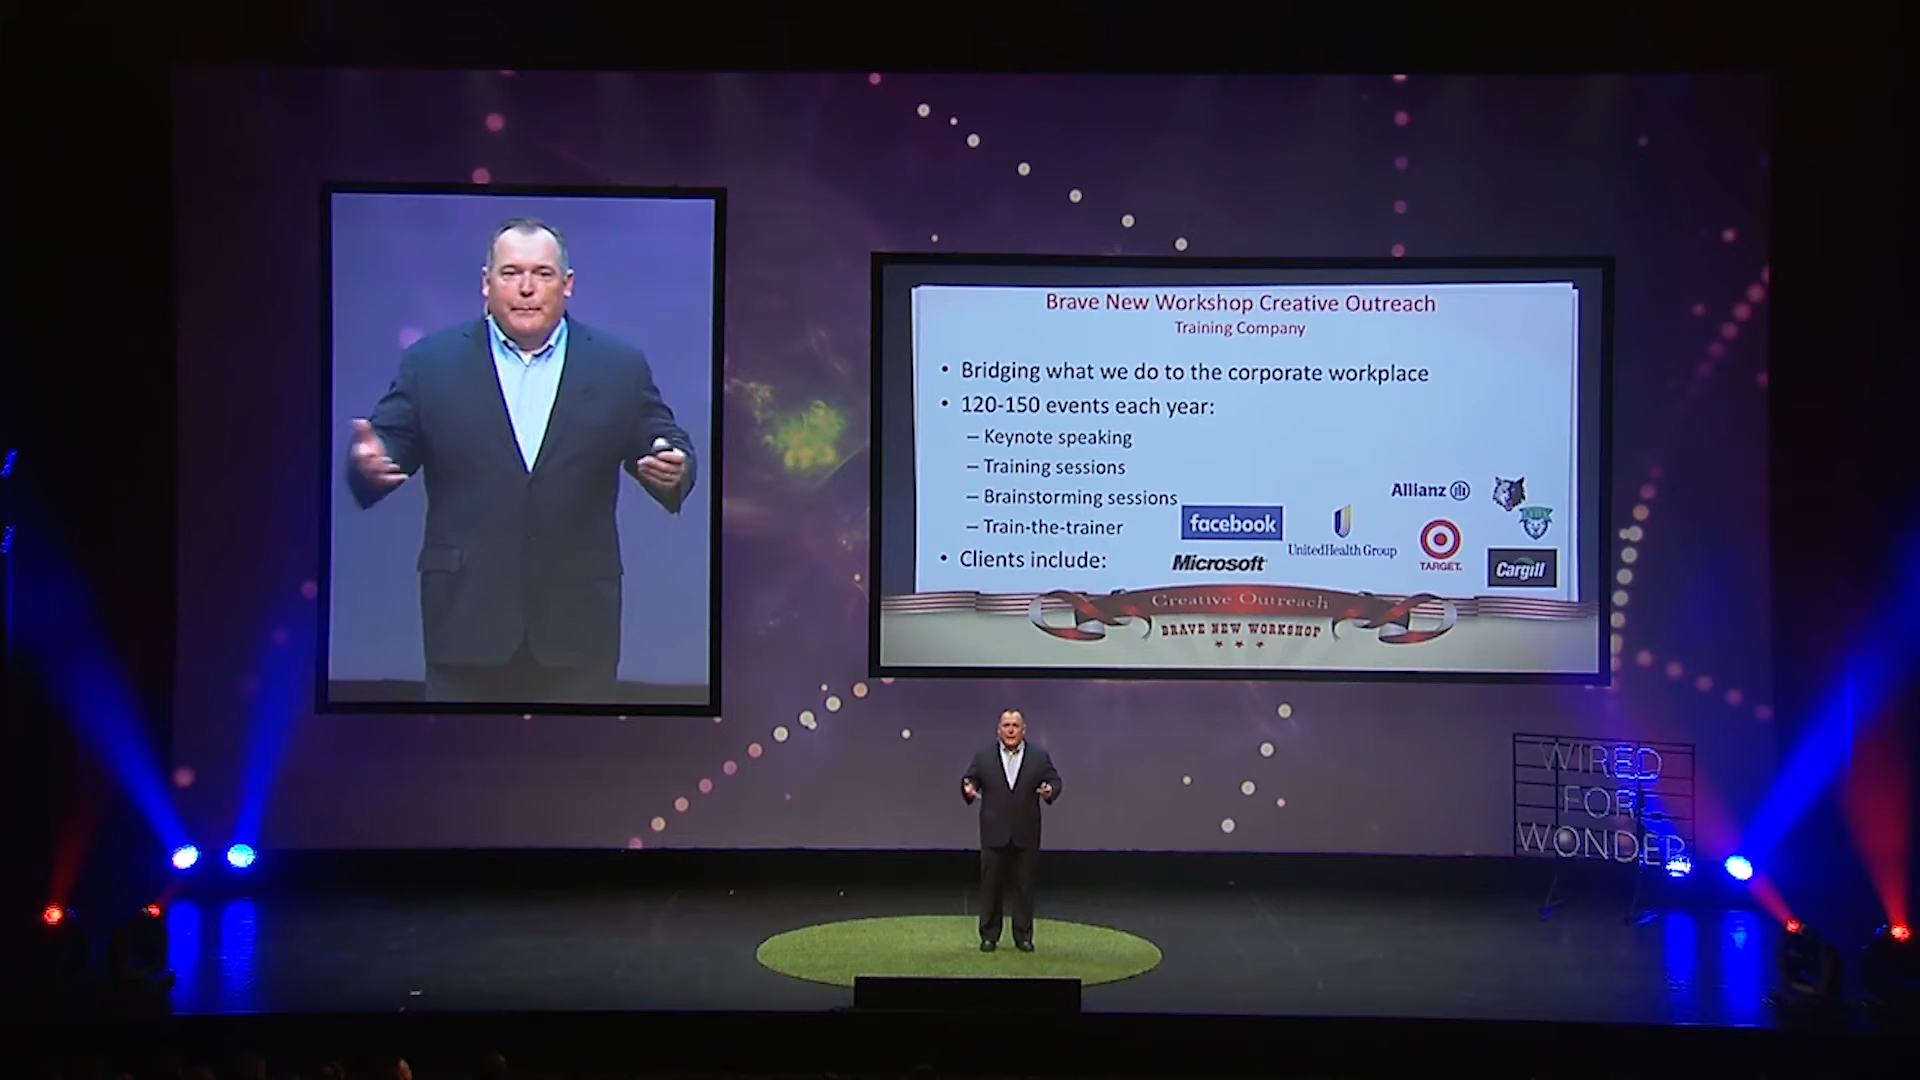 Brave New Workshop Creative Outreach
Training Company
• Bridging what we do to the corporate workplace
• 120-150 events each year:
– Keynote speaking
– Training sessions
– Brainstorming sessions
– Train-the-trainer
• Clients include:
facebook
Microsoft
UnitedHealth Group
Allianz
TARGET.
Cargill
Creative Outreach
BRAVE NEW WORKSHOP
WIRED
FOR
WONDER